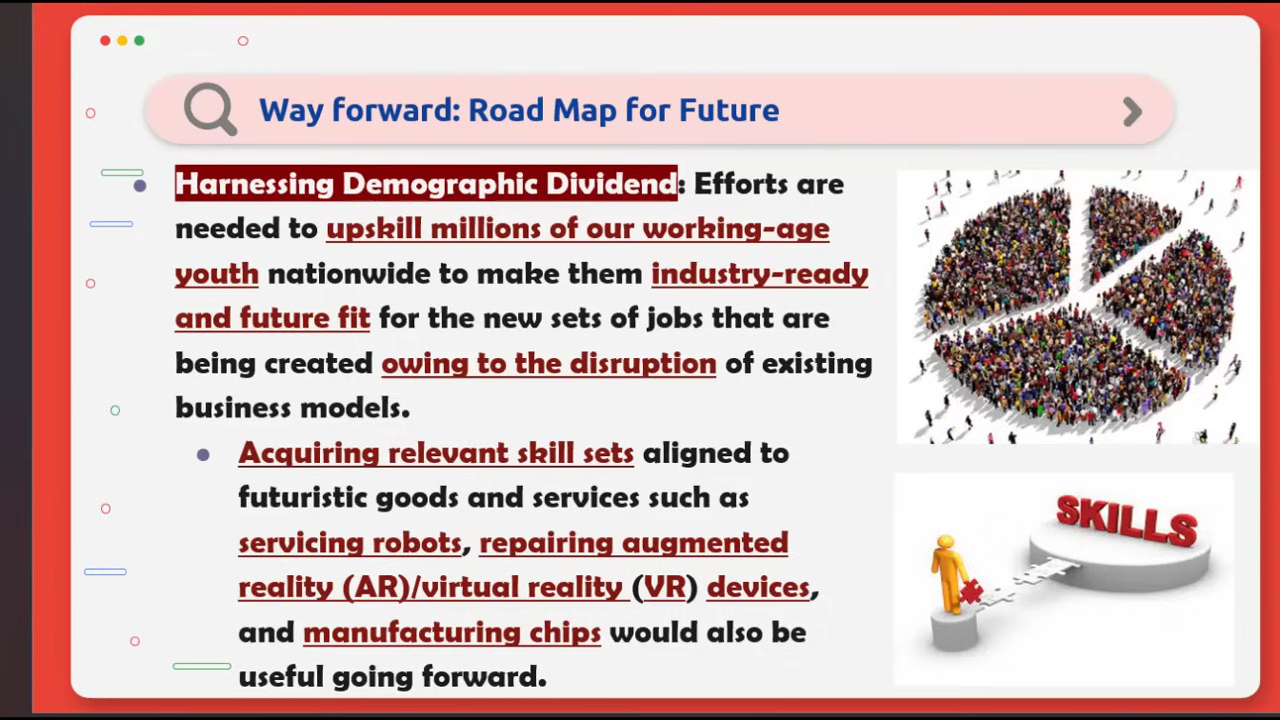 Way forward: Road Map for Future
Harnessing Demographic Dividend: Efforts are
needed to upskill millions of our working-age
youth nationwide to make them industry-ready
and future fit for the new sets of jobs that are
being created owing to the disruption of existing
business models.
Acquiring relevant skill sets aligned to
futuristic goods and services such as
servicing robots, repairing augmented
reality (AR)/virtual reality (VR) devices,
and manufacturing chips would also be
useful going forward.
SKILLS